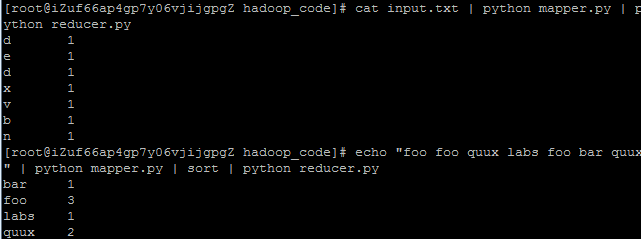 [root@iZuf66ap4gp7y06vjijgpgZ hadoop_code]# cat input.txt | python mapper.py | p
ython reducer.py
d 1
e 1
d 1
x 1
v 1
b 1
n 1
[root@iZuf66ap4gp7y06vjijgpgZ hadoop_code]# echo "foo foo quux labs foo bar quux
" | python mapper.py | sort | python reducer.py
bar 1
foo 3
labs 1
quux 2